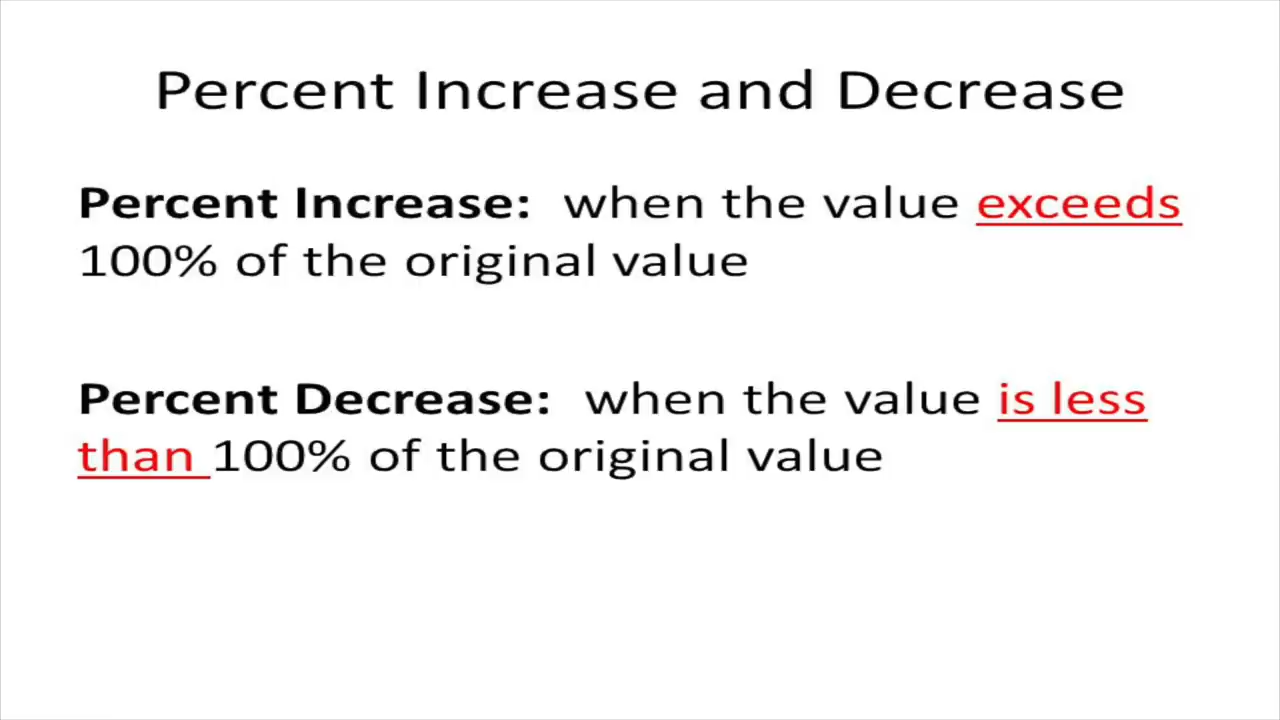 Percent Increase and Decrease
Percent Increase: when the value exceeds
100% of the original value
Percent Decrease: when the value is less
than 100% of the original value